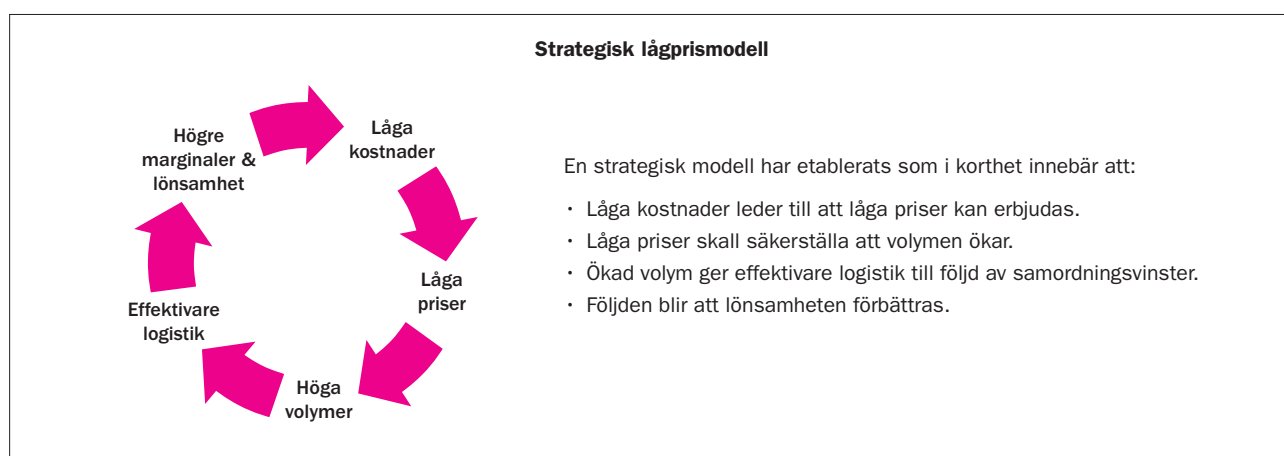 Strategisk lågprismodell
Låga
kostnader
Låga
priser
Höga
volymer
Effektivare
logistik
Högre
marginaler &
lönsamhet
En strategisk modell har etablerats som i korthet innebär att:
· Låga kostnader leder till att låga priser kan erbjudas.
· Låga priser skall säkerställa att volymen ökar.
· Ökad volym ger effektivare logistik till följd av samordningsvinster.
· Följden blir att lönsamheten förbättras.